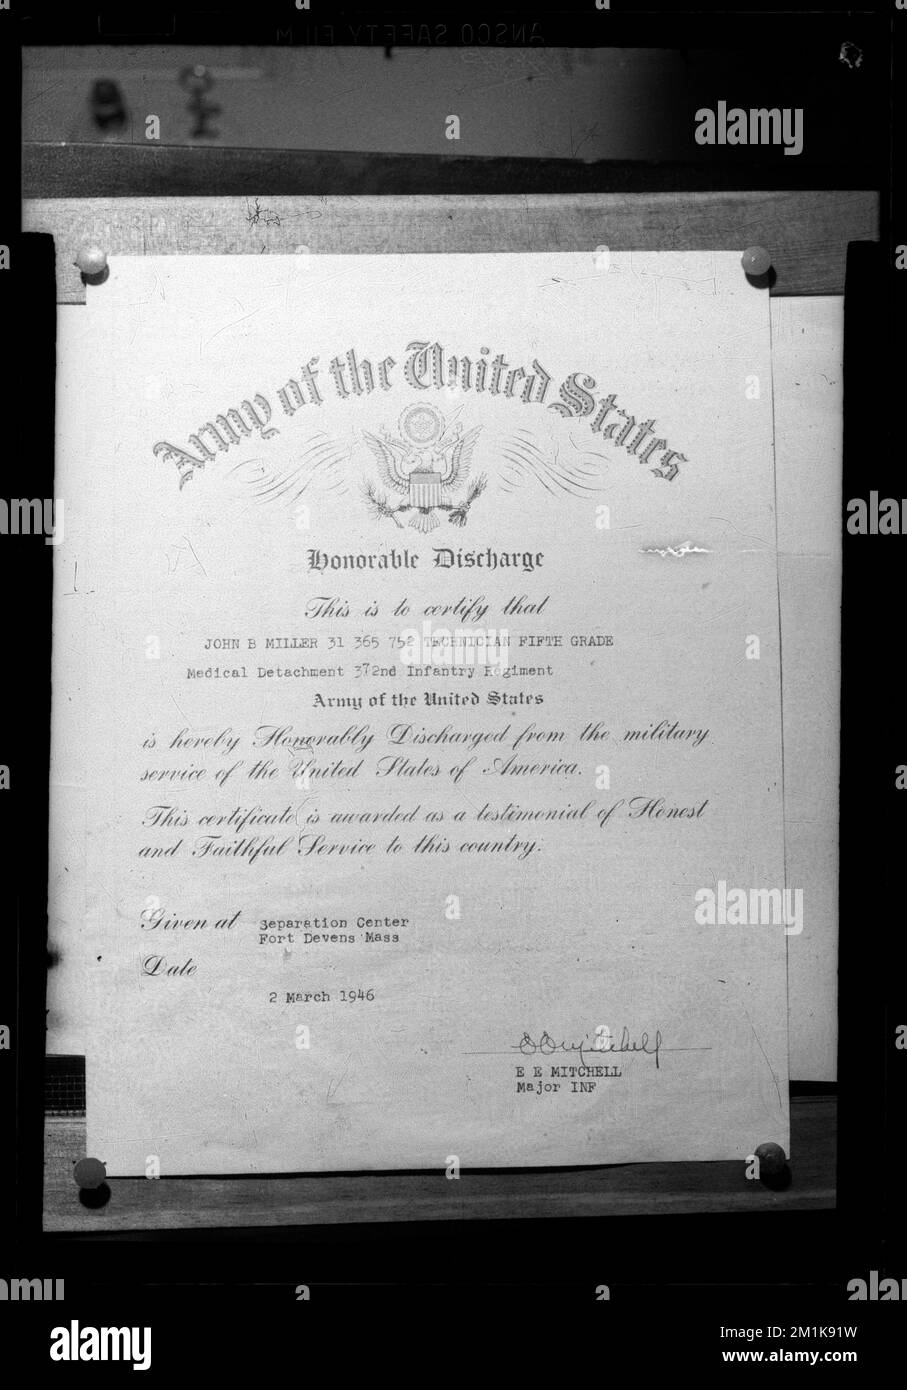 ANSCO SAFETY FILM
Army of the United States
Honorable Discharge
This is to certify that
JOHN B MILLER 31 365 752 TECHNICIAN FIFTH GRADE
Medical Detachment 372nd Infantry Regiment
Army of the United States
is hereby Honorably Discharged from the military
service of the United States of America.
This certificate is awarded as a testimonial of Honest
and Faithful Service to this country.
Given at Separation Center
Fort Devens Mass
Date
2 March 1946
E E Mitchell
E E MITCHELL
Major INF
alamy
alamy
alamy
alamy
Image ID: 2M1K91W
www.alamy.com